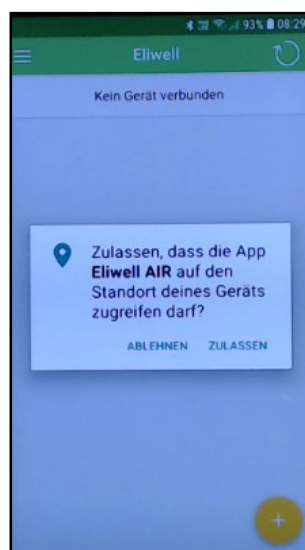 93% 08:29
Eliwell
Kein Gerät verbunden
Zulassen, dass die App
Eliwell AIR auf den
Standort deines Geräts
zugreifen darf?
ABLEHNEN ZULASSEN
+